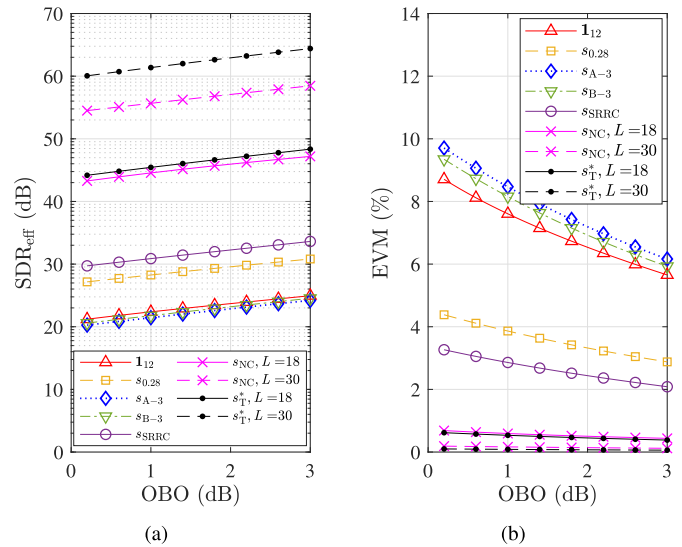 70
60
50
40
30
20
10
0
SDR_eff (dB)
1_12
s_0.28
s_A−3
s_B−3
s_SRRC
s_NC, L =18
s_NC, L =30
s*_T, L =18
s*_T, L =30
0 1 2 3
OBO (dB)
(a)
14
12
10
8
6
4
2
0
EVM (%)
1_12
s_0.28
s_A−3
s_B−3
s_SRRC
s_NC, L =18
s_NC, L =30
s*_T, L =18
s*_T, L =30
0 1 2 3
OBO (dB)
(b)